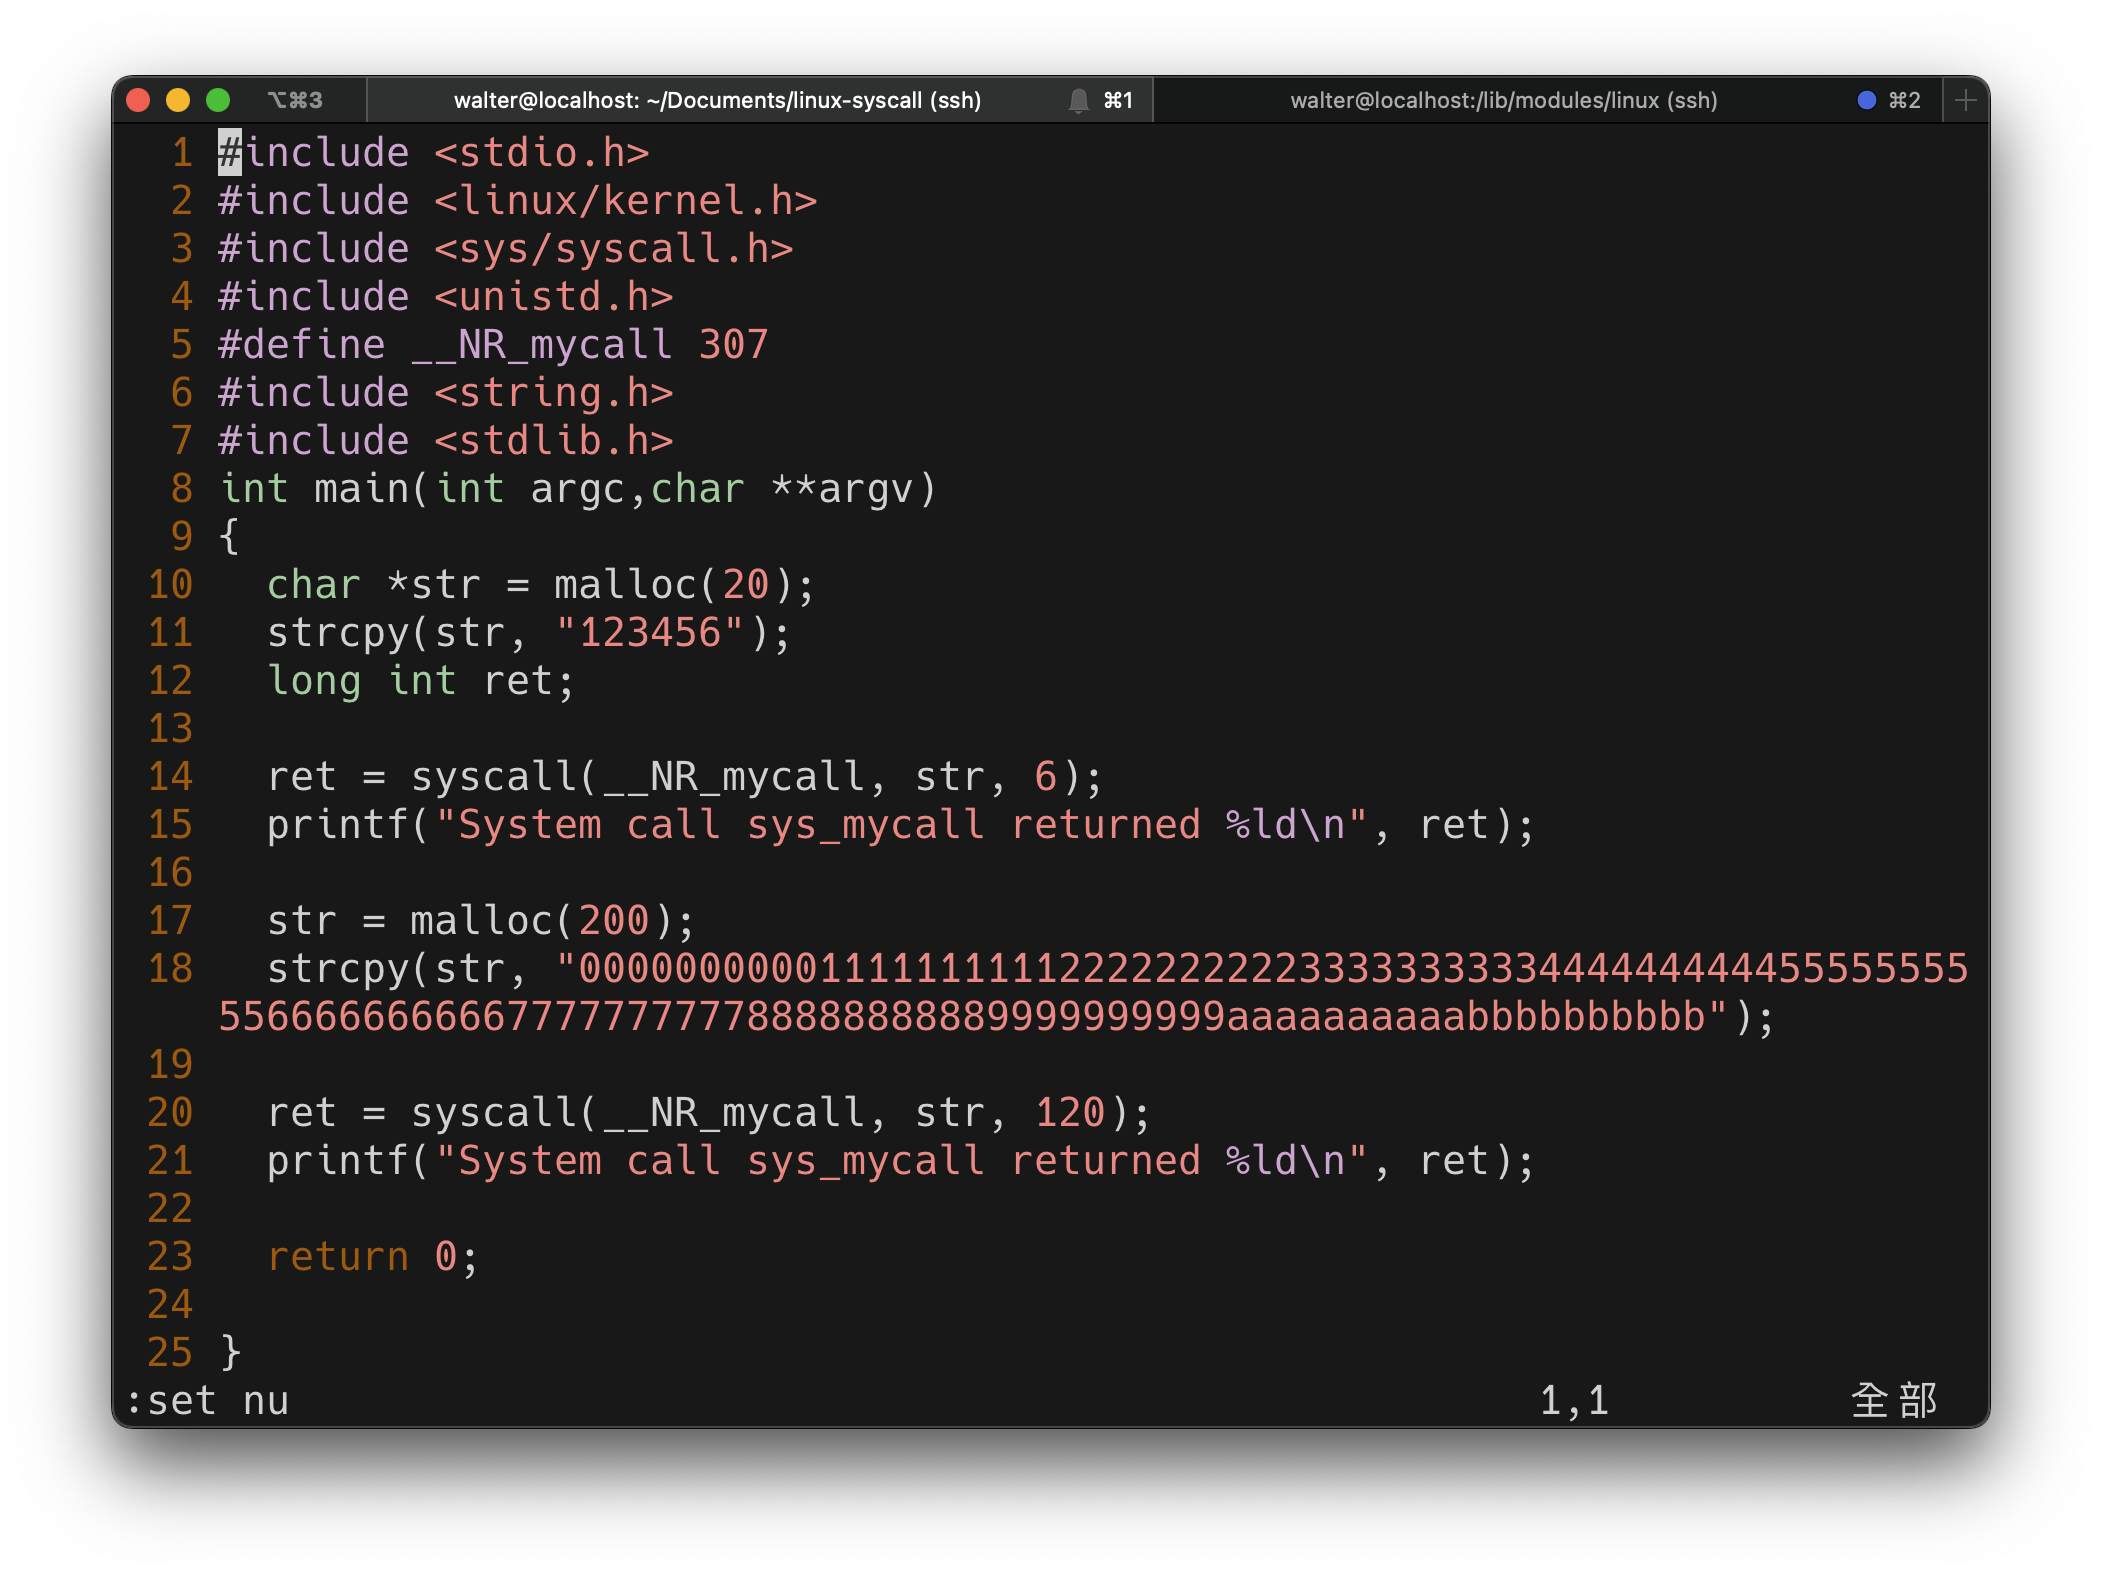 ⌥⌘3 walter@localhost: ~/Documents/linux-syscall (ssh) ⌘1 walter@localhost:/lib/modules/linux (ssh) ⌘2 +
1 #include <stdio.h>
2 #include <linux/kernel.h>
3 #include <sys/syscall.h>
4 #include <unistd.h>
5 #define __NR_mycall 307
6 #include <string.h>
7 #include <stdlib.h>
8 int main(int argc,char **argv)
9 {
10   char *str = malloc(20);
11   strcpy(str, "123456");
12   long int ret;
13
14   ret = syscall(__NR_mycall, str, 6);
15   printf("System call sys_mycall returned %ld\n", ret);
16
17   str = malloc(200);
18   strcpy(str, "0000000000111111111122222222223333333333444444444455555555
556666666666777777777788888888889999999999aaaaaaaaaabbbbbbbbbb");
19
20   ret = syscall(__NR_mycall, str, 120);
21   printf("System call sys_mycall returned %ld\n", ret);
22
23   return 0;
24
25 }
:set nu 1,1 全部